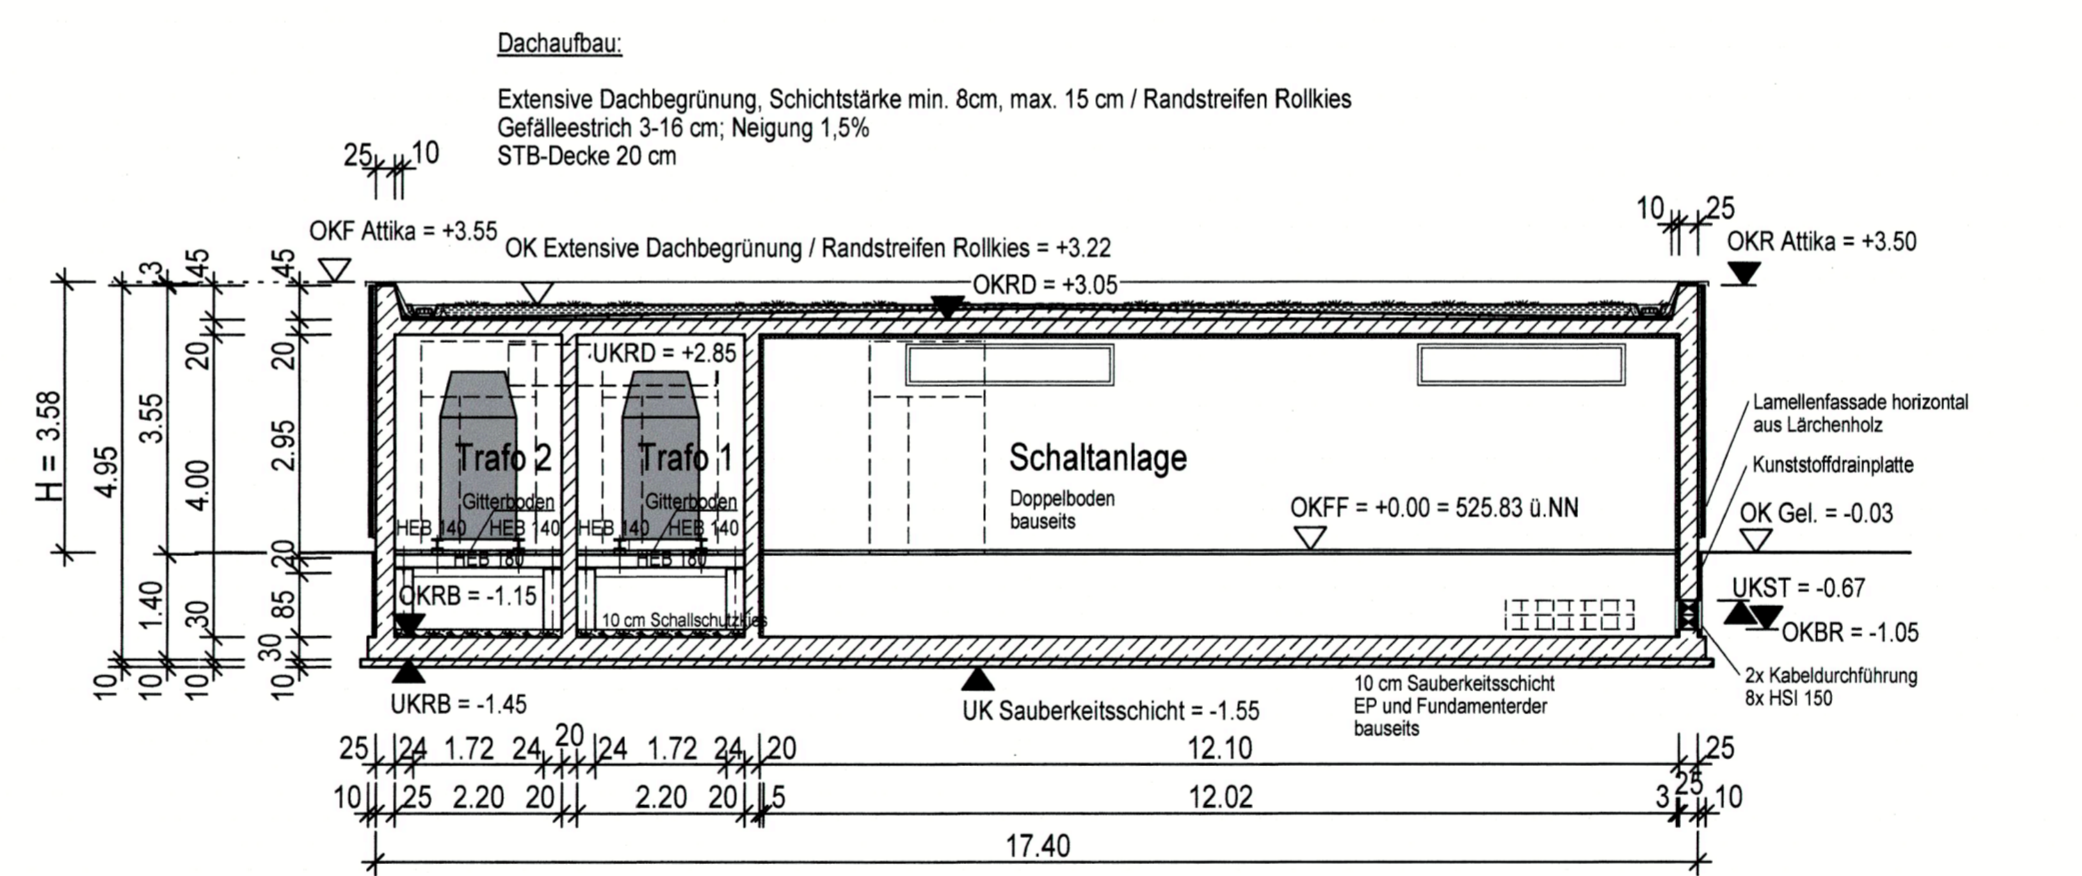 Dachaufbau:
Extensive Dachbegrünung, Schichtstärke min. 8cm, max. 15 cm / Randstreifen Rollkies
Gefälleestrich 3-16 cm; Neigung 1,5%
STB-Decke 20 cm
25 10
10 25
OKF Attika = +3.55
OK Extensive Dachbegrünung / Randstreifen Rollkies = +3.22
OKR Attika = +3.50
OKRD = +3.05
UKRD = +2.85
H = 3.58
4.95
10
3
3.55
1.40
10
45
20
4.00
30
10
45
20
2.95
20
85
30
10
Trafo 2
Trafo 1
Schaltanlage
Gitterboden
Gitterboden
Doppelboden
bauseits
HEB 140 HEB 140
HEB 140 HEB 140
HEB 180
HEB 180
OKFF = +0.00 = 525.83 ü.NN
Lamellenfassade horizontal
aus Lärchenholz
Kunststoffdrainplatte
OK Gel. = -0.03
UKST = -0.67
OKBR = -1.05
OKRB = -1.15
10 cm Schallschutzkies
2x Kabeldurchführung
8x HSI 150
UKRB = -1.45
UK Sauberkeitsschicht = -1.55
10 cm Sauberkeitsschicht
EP und Fundamenterder
bauseits
25 24 1.72 24 20 24 1.72 24 20 12.10 25
10 25 2.20 20 2.20 20 5 12.02 3 25 10
17.40